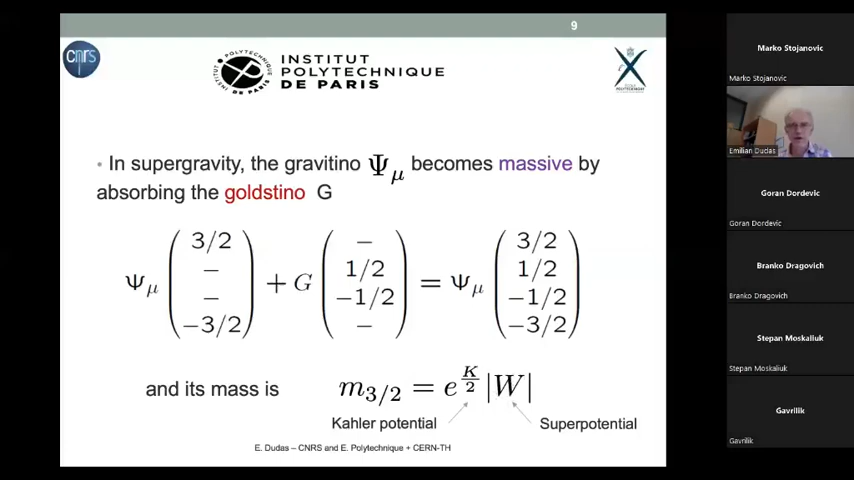 9
cnrs
INSTITUT
POLYTECHNIQUE
DE PARIS
• In supergravity, the gravitino Ψ_μ becomes massive by
absorbing the goldstino G
Ψ_μ ( 3/2 – – −3/2 ) + G ( – 1/2 −1/2 – ) = Ψ_μ ( 3/2 1/2 −1/2 −3/2 )
and its mass is m_{3/2} = e^{K/2} |W|
Kahler potential
Superpotential
E. Dudas – CNRS and E. Polytechnique + CERN-TH
Marko Stojanovic
Marko Stojanovic
Emilian Dudas
Goran Dordevic
Goran Dordevic
Branko Dragovich
Branko Dragovich
Stepan Moskaliuk
Stepan Moskaliuk
Gavrilik
Gavrilik